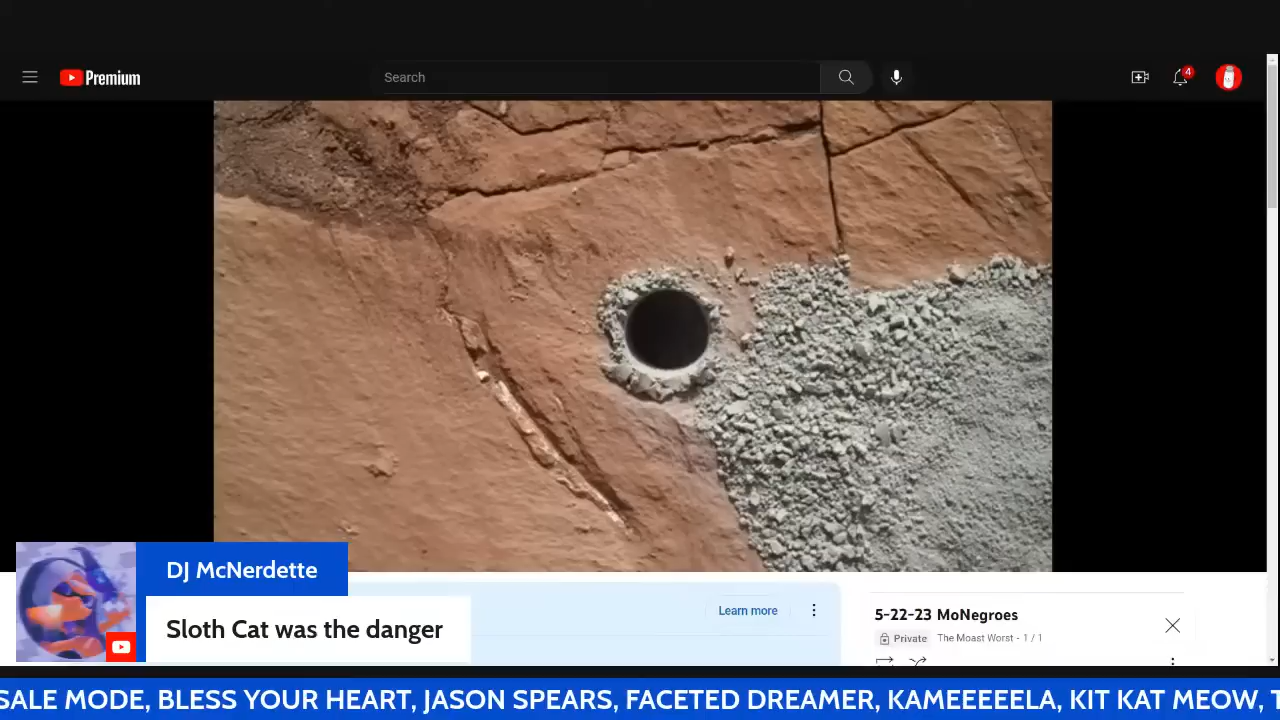 Premium
Search
4
DJ McNerdette
Sloth Cat was the danger
Learn more
5-22-23 MoNegroes
Private The Moast Worst - 1 / 1
SALE MODE, BLESS YOUR HEART, JASON SPEARS, FACETED DREAMER, KAMEEEEELA, KIT KAT MEOW, T